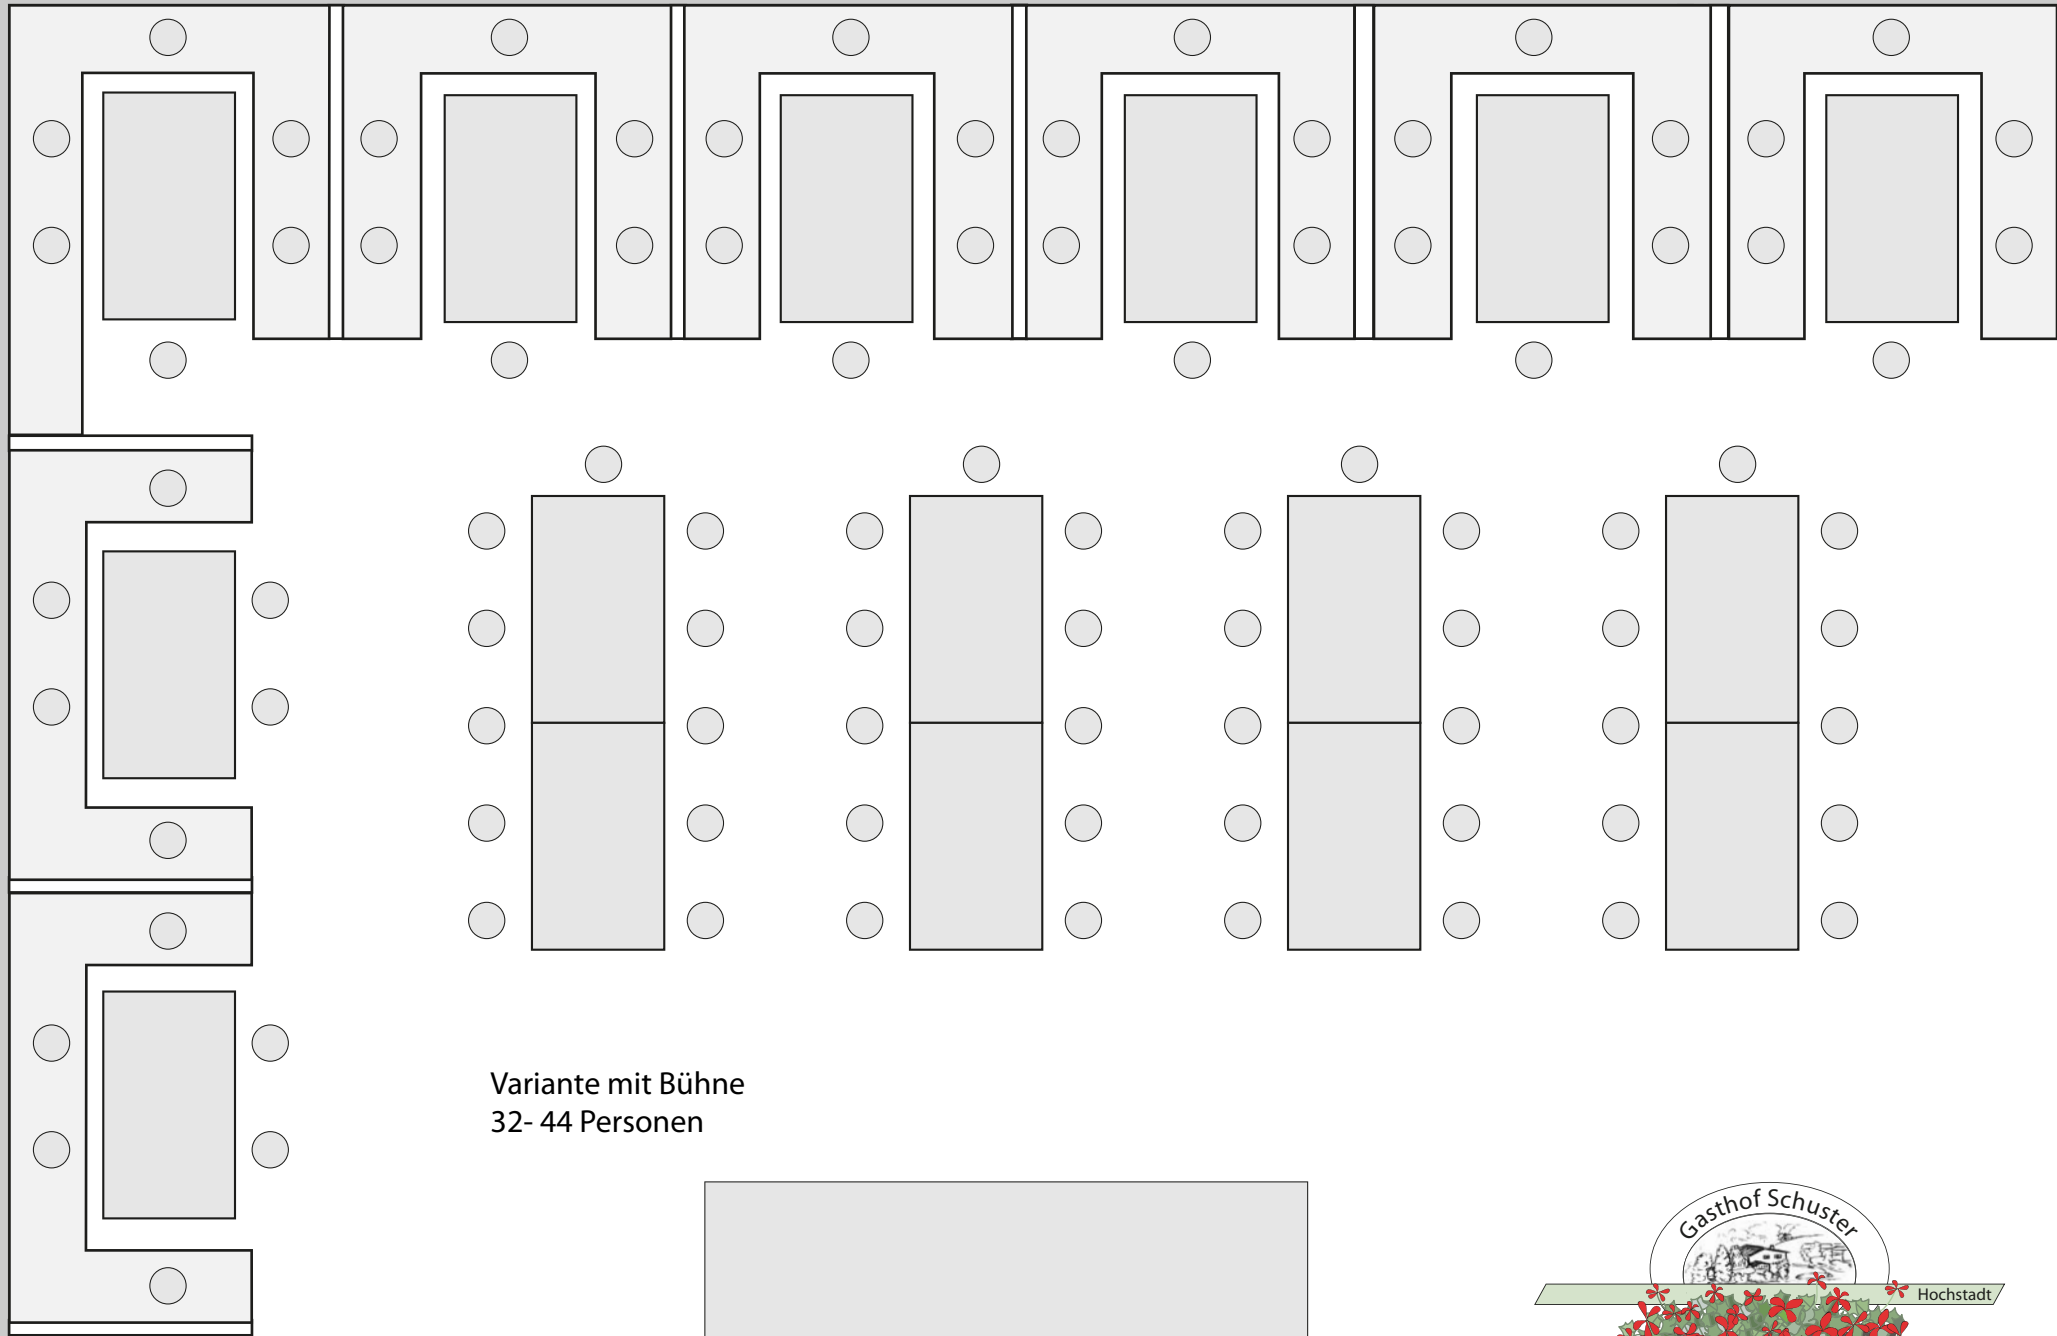 Variante mit Bühne
32- 44 Personen
Gasthof Schuster
Hochstadt